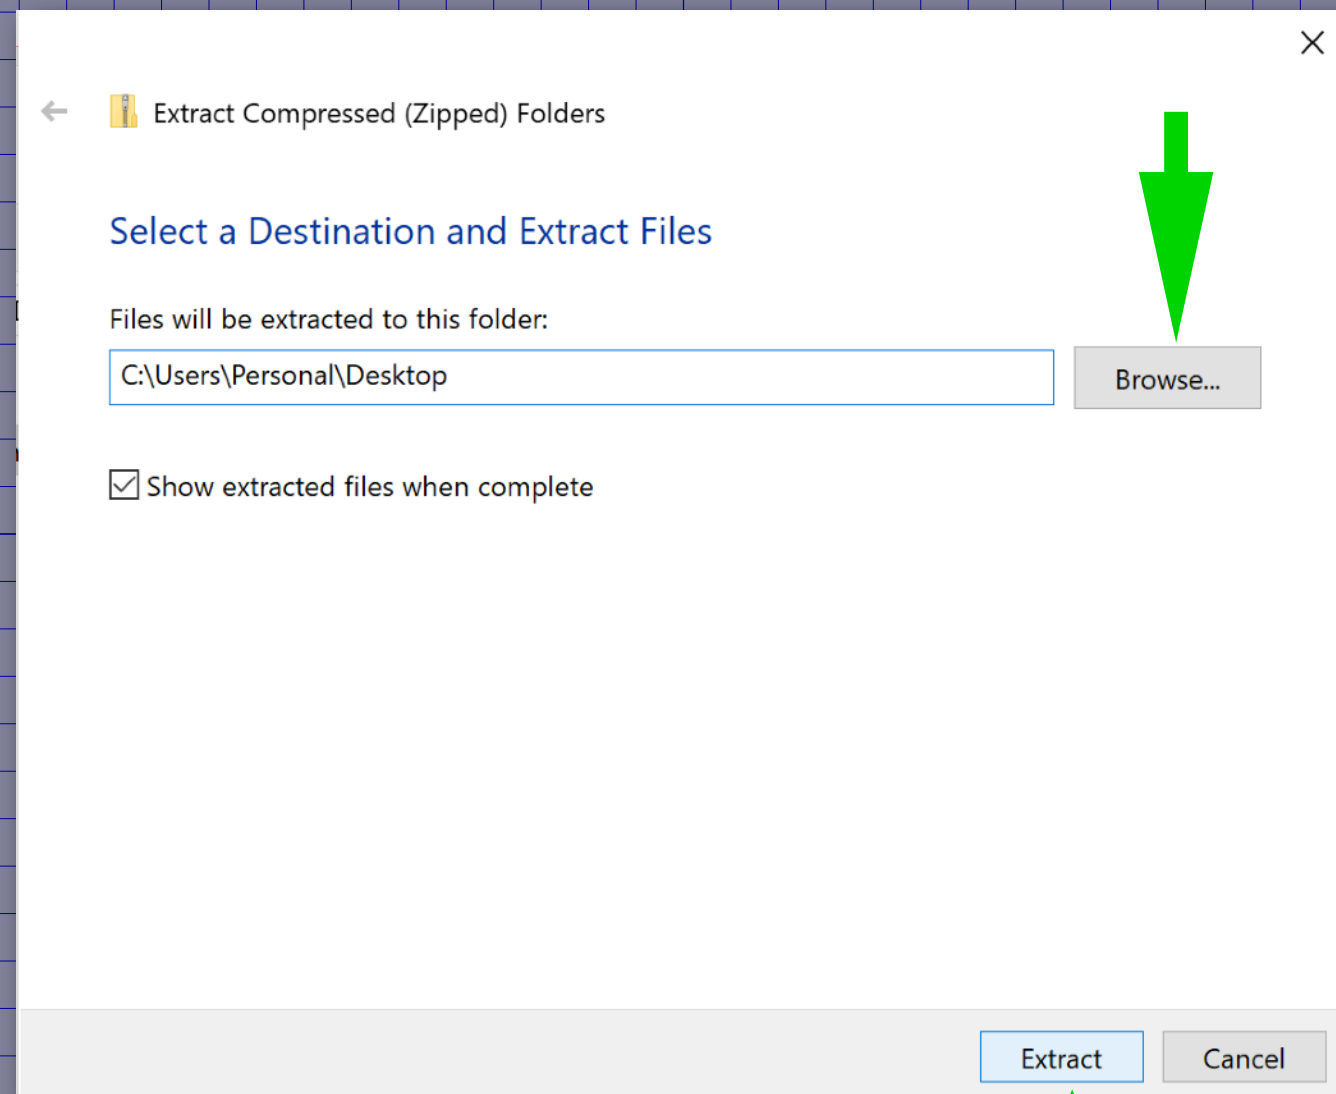 Extract Compressed (Zipped) Folders
Select a Destination and Extract Files
Files will be extracted to this folder:
C:\Users\Personal\Desktop
Browse...
Show extracted files when complete
Extract
Cancel